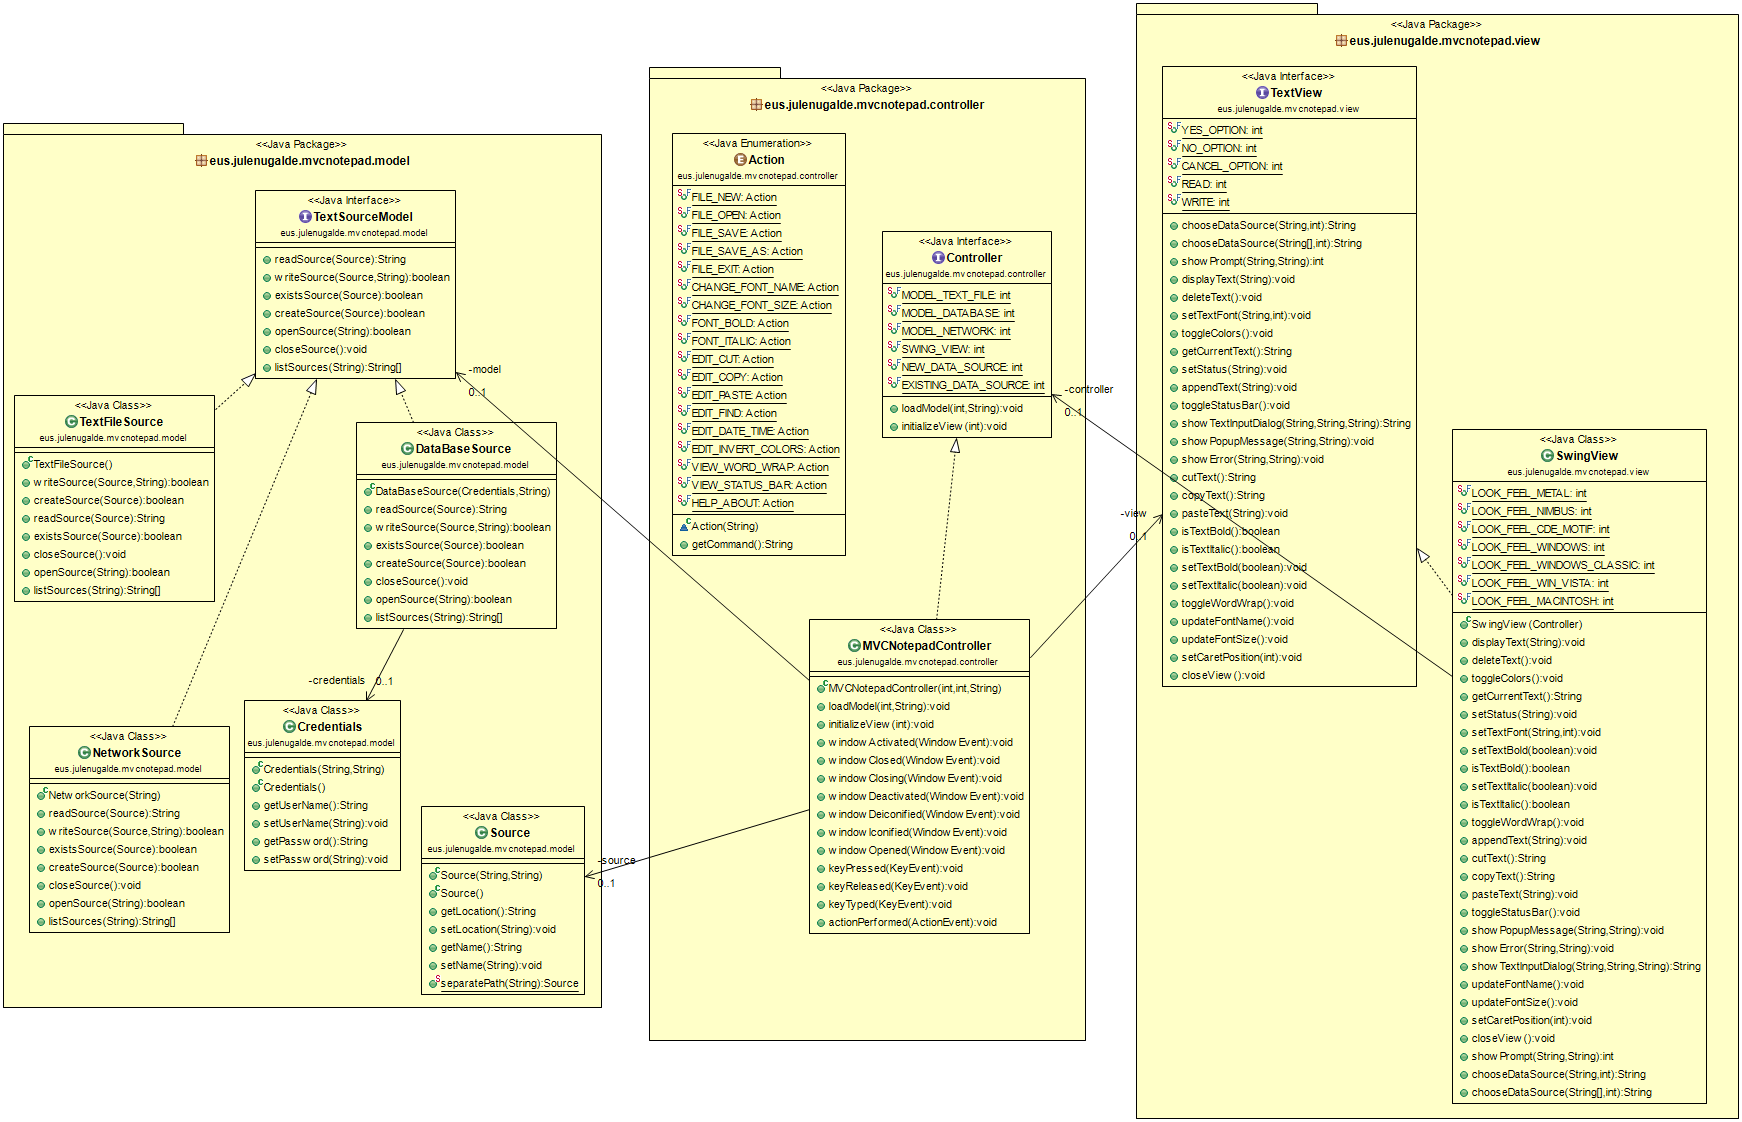 <<Java Package>>
eus.julenugalde.mvcnotepad.model
<<Java Interface>>
TextSourceModel
eus.julenugalde.mvcnotepad.model
readSource(Source):String
writeSource(Source,String):boolean
existsSource(Source):boolean
createSource(Source):boolean
openSource(String):boolean
closeSource():void
listSources(String):String[]
-model
0..1
<<Java Class>>
TextFileSource
eus.julenugalde.mvcnotepad.model
TextFileSource()
writeSource(Source,String):boolean
createSource(Source):boolean
readSource(Source):String
existsSource(Source):boolean
closeSource():void
openSource(String):boolean
listSources(String):String[]
<<Java Class>>
DataBaseSource
eus.julenugalde.mvcnotepad.model
DataBaseSource(Credentials,String)
readSource(Source):String
writeSource(Source,String):boolean
existsSource(Source):boolean
createSource(Source):boolean
closeSource():void
openSource(String):boolean
listSources(String):String[]
-credentials
0..1
<<Java Class>>
NetworkSource
eus.julenugalde.mvcnotepad.model
NetworkSource(String)
readSource(Source):String
writeSource(Source,String):boolean
existsSource(Source):boolean
createSource(Source):boolean
closeSource():void
openSource(String):boolean
listSources(String):String[]
<<Java Class>>
Credentials
eus.julenugalde.mvcnotepad.model
Credentials(String,String)
Credentials()
getUserName():String
setUserName(String):void
getPassword():String
setPassword(String):void
<<Java Class>>
Source
eus.julenugalde.mvcnotepad.model
Source(String,String)
Source()
getLocation():String
setLocation(String):void
getName():String
setName(String):void
separatePath(String):Source
-source
0..1
<<Java Package>>
eus.julenugalde.mvcnotepad.controller
<<Java Enumeration>>
Action
eus.julenugalde.mvcnotepad.controller
FILE_NEW: Action
FILE_OPEN: Action
FILE_SAVE: Action
FILE_SAVE_AS: Action
FILE_EXIT: Action
CHANGE_FONT_NAME: Action
CHANGE_FONT_SIZE: Action
FONT_BOLD: Action
FONT_ITALIC: Action
EDIT_CUT: Action
EDIT_COPY: Action
EDIT_PASTE: Action
EDIT_FIND: Action
EDIT_DATE_TIME: Action
EDIT_INVERT_COLORS: Action
VIEW_WORD_WRAP: Action
VIEW_STATUS_BAR: Action
HELP_ABOUT: Action
Action(String)
getCommand():String
<<Java Interface>>
Controller
eus.julenugalde.mvcnotepad.controller
MODEL_TEXT_FILE: int
MODEL_DATABASE: int
MODEL_NETWORK: int
SWING_VIEW: int
NEW_DATA_SOURCE: int
EXISTING_DATA_SOURCE: int
loadModel(int,String):void
initializeView(int):void
-controller
0..1
<<Java Class>>
MVCNotepadController
eus.julenugalde.mvcnotepad.controller
MVCNotepadController(int,int,String)
loadModel(int,String):void
initializeView(int):void
windowActivated(WindowEvent):void
windowClosed(WindowEvent):void
windowClosing(WindowEvent):void
windowDeactivated(WindowEvent):void
windowDeiconified(WindowEvent):void
windowIconified(WindowEvent):void
windowOpened(WindowEvent):void
keyPressed(KeyEvent):void
keyReleased(KeyEvent):void
keyTyped(KeyEvent):void
actionPerformed(ActionEvent):void
-view
0..1
<<Java Package>>
eus.julenugalde.mvcnotepad.view
<<Java Interface>>
TextView
eus.julenugalde.mvcnotepad.view
YES_OPTION: int
NO_OPTION: int
CANCEL_OPTION: int
READ: int
WRITE: int
chooseDataSource(String,int):String
chooseDataSource(String[],int):String
showPrompt(String,String):int
displayText(String):void
deleteText():void
setTextFont(String,int):void
toggleColors():void
getCurrentText():String
setStatus(String):void
appendText(String):void
toggleStatusBar():void
showTextInputDialog(String,String,String):String
showPopupMessage(String,String):void
showError(String,String):void
cutText():String
copyText():String
pasteText(String):void
isTextBold():boolean
isTextItalic():boolean
setTextBold(boolean):void
setTextItalic(boolean):void
toggleWordWrap():void
updateFontName():void
updateFontSize():void
setCaretPosition(int):void
closeView():void
<<Java Class>>
SwingView
eus.julenugalde.mvcnotepad.view
LOOK_FEEL_METAL: int
LOOK_FEEL_NIMBUS: int
LOOK_FEEL_CDE_MOTIF: int
LOOK_FEEL_WINDOWS: int
LOOK_FEEL_WINDOWS_CLASSIC: int
LOOK_FEEL_WIN_VISTA: int
LOOK_FEEL_MACINTOSH: int
SwingView(Controller)
displayText(String):void
deleteText():void
toggleColors():void
getCurrentText():String
setStatus(String):void
setTextFont(String,int):void
setTextBold(boolean):void
isTextBold():boolean
setTextItalic(boolean):void
isTextItalic():boolean
toggleWordWrap():void
appendText(String):void
cutText():String
copyText():String
pasteText(String):void
toggleStatusBar():void
showPopupMessage(String,String):void
showError(String,String):void
showTextInputDialog(String,String,String):String
updateFontName():void
updateFontSize():void
setCaretPosition(int):void
closeView():void
showPrompt(String,String):int
chooseDataSource(String,int):String
chooseDataSource(String[],int):String